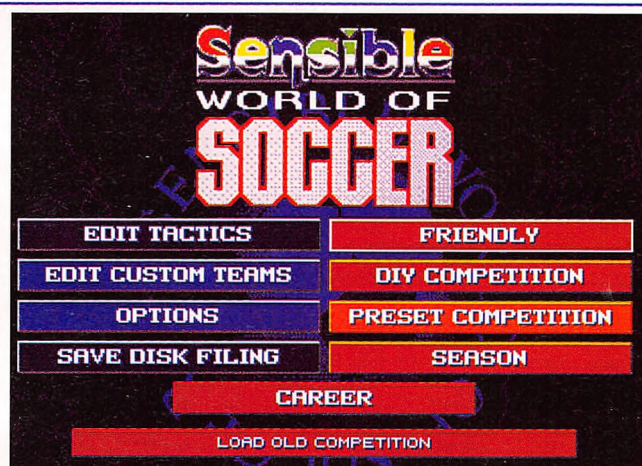 Sensible
WORLD OF
SOCCER
EDIT TACTICS
FRIENDLY
EDIT CUSTOM TEAMS
DIY COMPETITION
OPTIONS
PRESET COMPETITION
SAVE DISK FILING
SEASON
CAREER
LOAD OLD COMPETITION